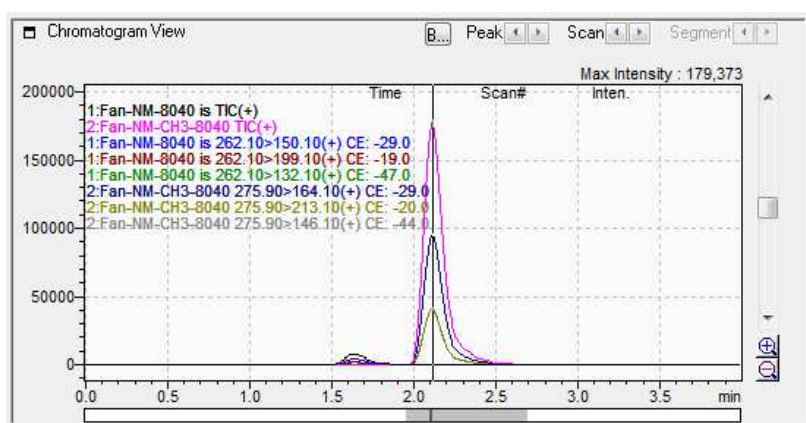 Chromatogram View
B... Peak Scan Segment
Max Intensity : 179,373
Time Scan# Inten.
200000
1:Fan-NM-8040 is TIC(+)
2:Fan-NM-CH3-8040 TIC(+)
1:Fan-NM-8040 is 262.10>150.10(+) CE: -29.0
150000
1:Fan-NM-8040 is 262.10>199.10(+) CE: -19.0
1:Fan-NM-8040 is 262.10>132.10(+) CE: -47.0
2:Fan-NM-CH3-8040 275.90>164.10(+) CE: -29.0
2:Fan-NM-CH3-8040 275.90>213.10(+) CE: -20.0
100000
2:Fan-NM-CH3-8040 275.90>146.10(+) CE: -44.0
50000
0
0.0 0.5 1.0 1.5 2.0 2.5 3.0 3.5 min